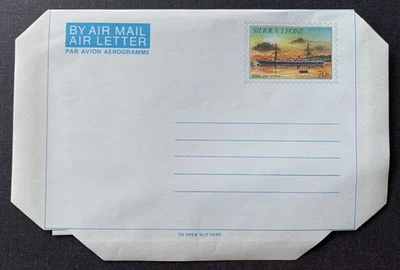 BY AIR MAIL
AIR LETTER
PAR AVION AEROGRAMME
SIERRA LEONE
70c
TO OPEN SLIT HERE